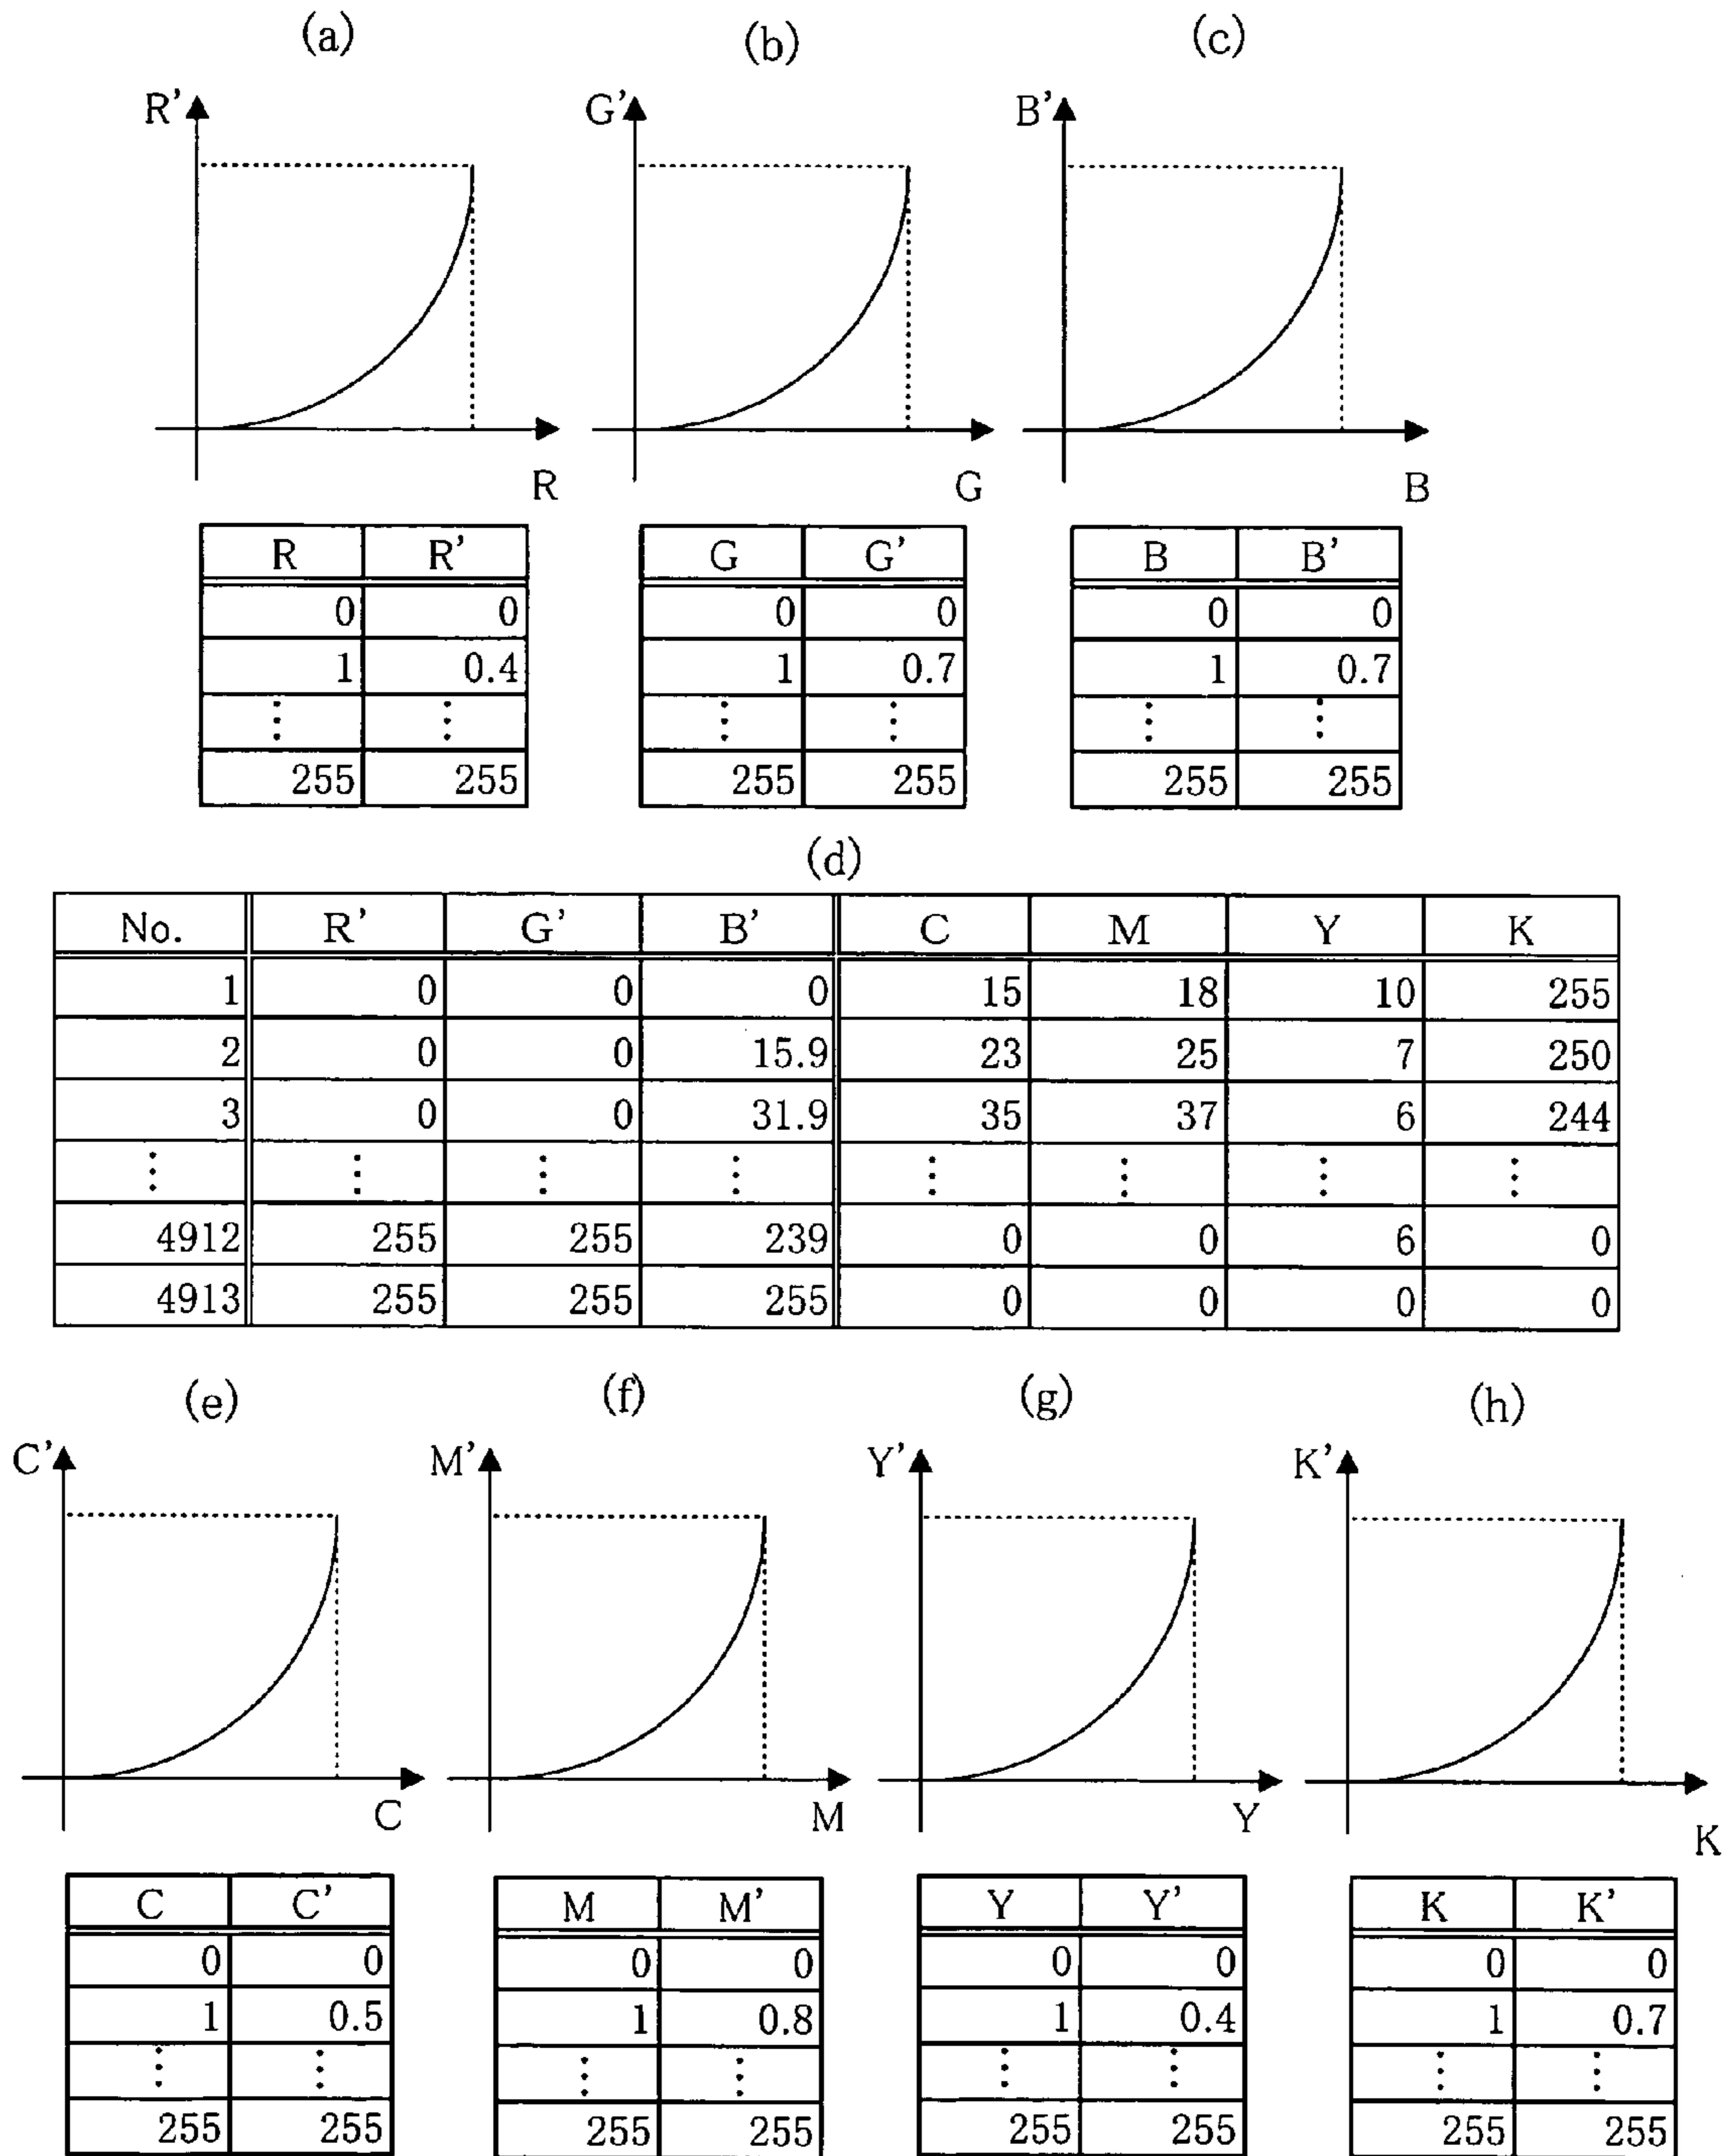 (a) (b) (c)
R' G' B'
R G B
R R' G G' B B'
0 0 0 0 0 0
1 0.4 1 0.7 1 0.7
⋮ ⋮ ⋮ ⋮ ⋮ ⋮
255 255 255 255 255 255
(d)
No. R' G' B' C M Y K
1 0 0 0 15 18 10 255
2 0 0 15.9 23 25 7 250
3 0 0 31.9 35 37 6 244
⋮ ⋮ ⋮ ⋮ ⋮ ⋮ ⋮ ⋮
4912 255 255 239 0 0 6 0
4913 255 255 255 0 0 0 0
(e) (f) (g) (h)
C' M' Y' K'
C M Y K
C C' M M' Y Y' K K'
0 0 0 0 0 0 0 0
1 0.5 1 0.8 1 0.4 1 0.7
⋮ ⋮ ⋮ ⋮ ⋮ ⋮ ⋮ ⋮
255 255 255 255 255 255 255 255